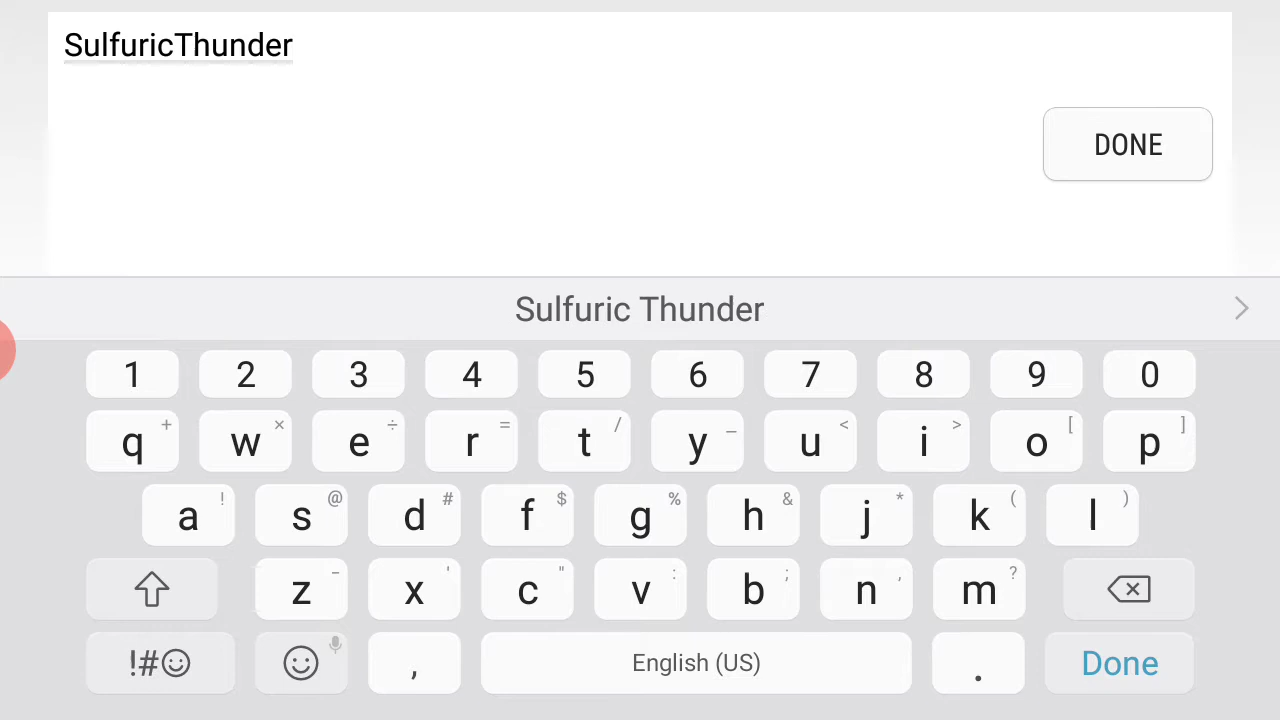 SulfuricThunder
DONE
Sulfuric Thunder
1 2 3 4 5 6 7 8 9 0
q + w × e ÷ r = t / y _ u < i > o [ p ]
a ! s @ d # f $ g % h & j * k ( l )
z - x ' c " v : b ; n , m ?
!#☺ , English (US) . Done